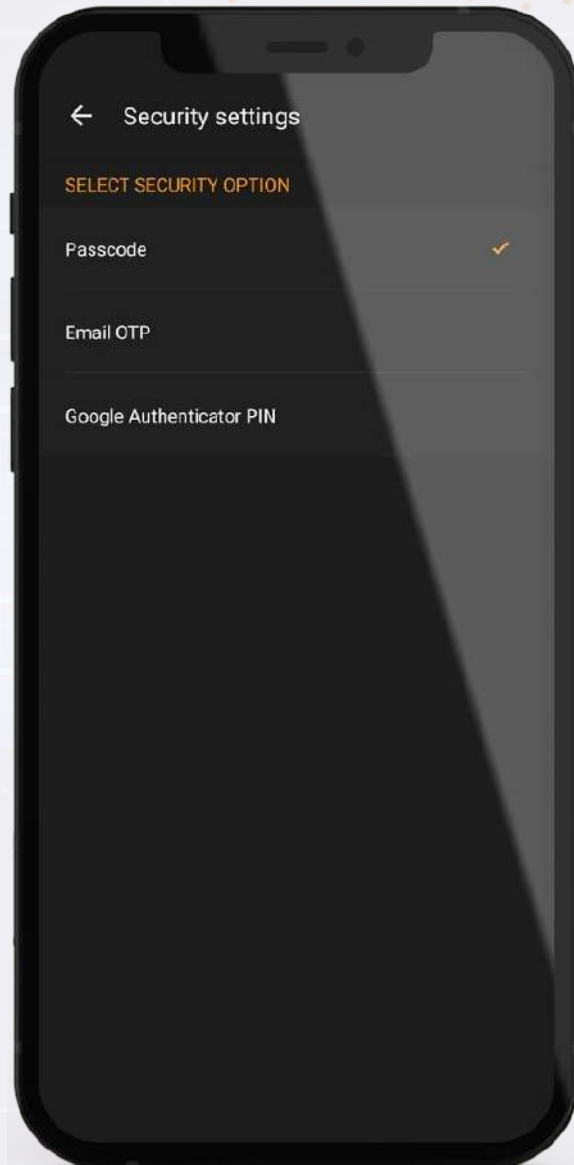 Security settings
SELECT SECURITY OPTION
Passcode
Email OTP
Google Authenticator PIN